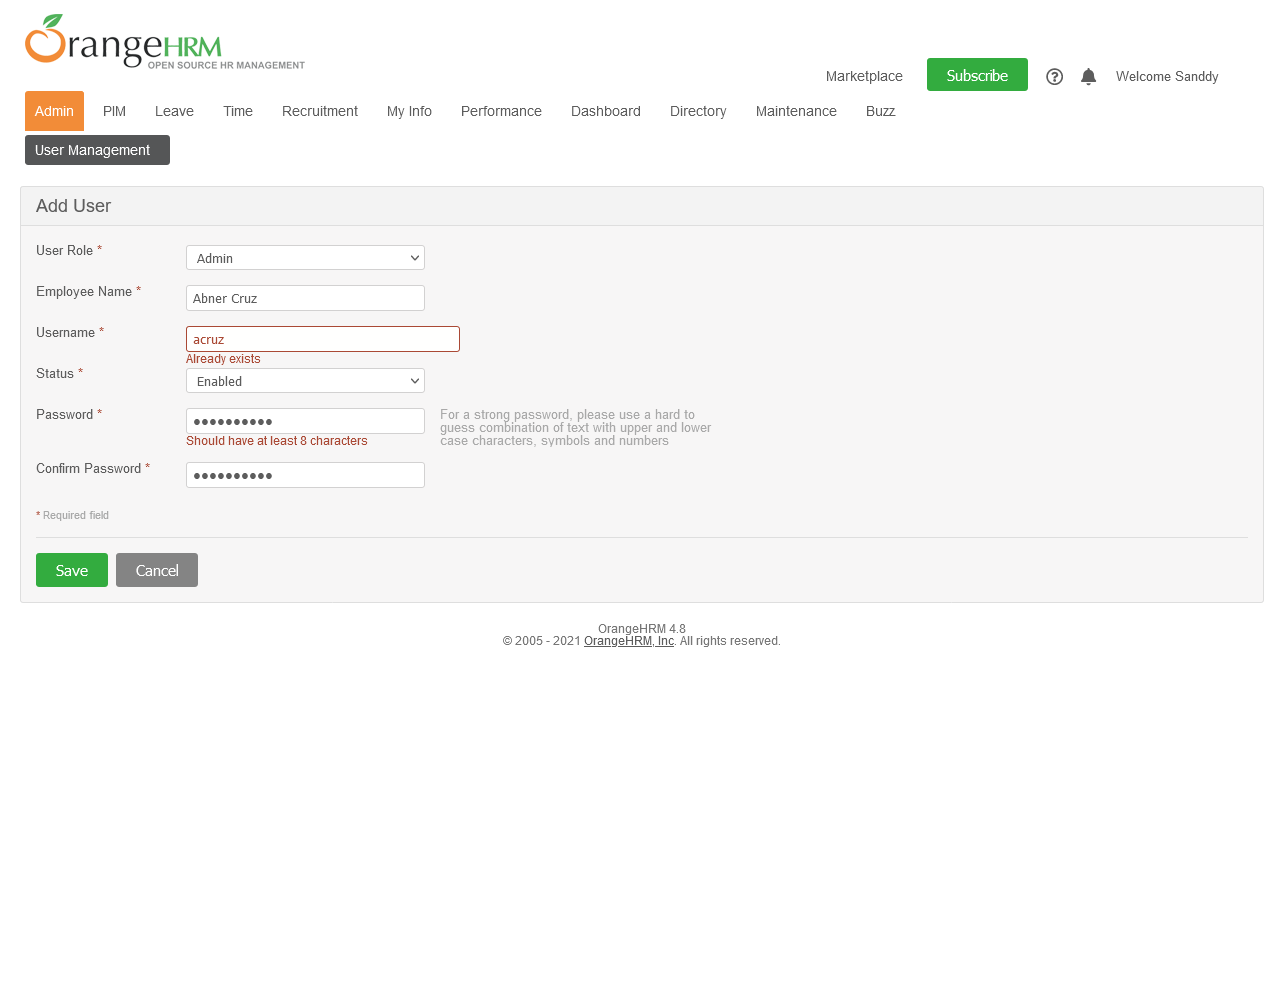 OrangeHRM
OPEN SOURCE HR MANAGEMENT
Marketplace Subscribe Welcome Sanddy
Admin PIM Leave Time Recruitment My Info Performance Dashboard Directory Maintenance Buzz
User Management
Add User
User Role * Admin
Employee Name * Abner Cruz
Username * acruz
Already exists
Status * Enabled
Password * ●●●●●●●●●●
Should have at least 8 characters
For a strong password, please use a hard to
guess combination of text with upper and lower
case characters, symbols and numbers
Confirm Password * ●●●●●●●●●●
* Required field
Save Cancel
OrangeHRM 4.8
© 2005 - 2021 OrangeHRM, Inc. All rights reserved.